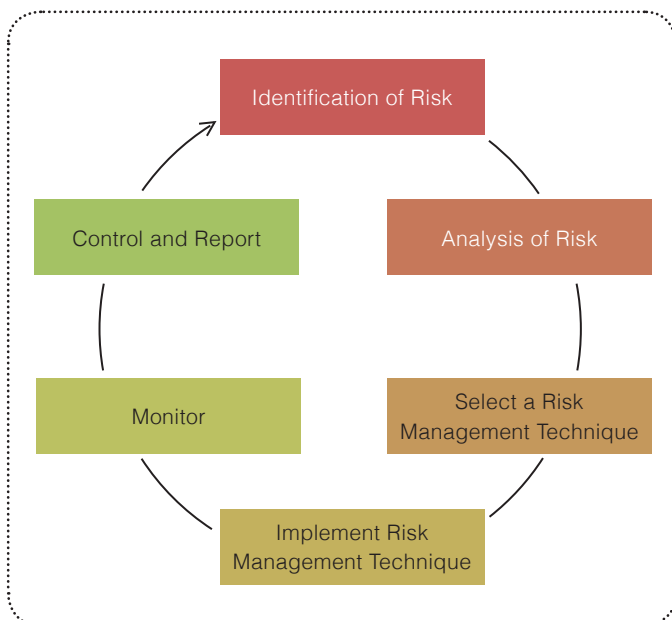 Identification of Risk
Analysis of Risk
Select a Risk
Management Technique
Implement Risk
Management Technique
Monitor
Control and Report